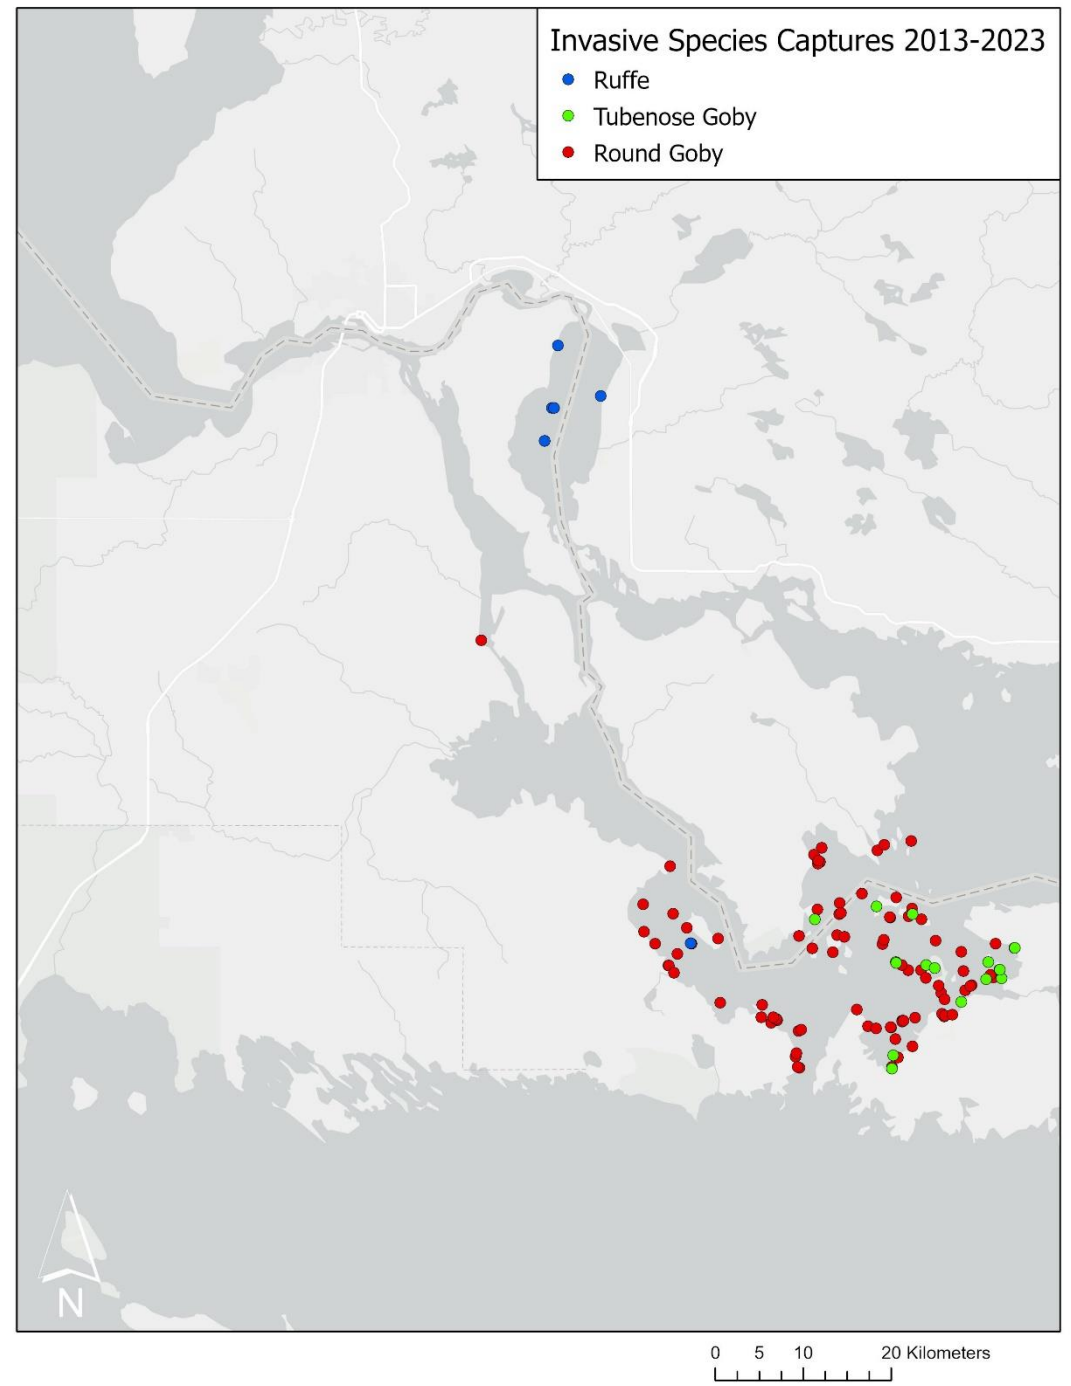 Invasive Species Captures 2013-2023
Ruffe
Tubenose Goby
Round Goby
N
0 5 10 20 Kilometers